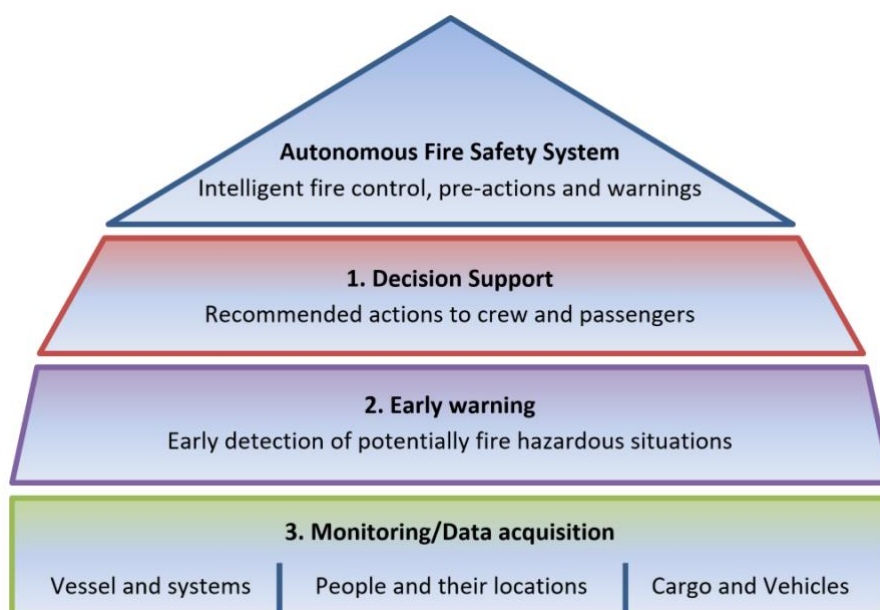 Autonomous Fire Safety System
Intelligent fire control, pre-actions and warnings
1. Decision Support
Recommended actions to crew and passengers
2. Early warning
Early detection of potentially fire hazardous situations
3. Monitoring/Data acquisition
Vessel and systems
People and their locations
Cargo and Vehicles